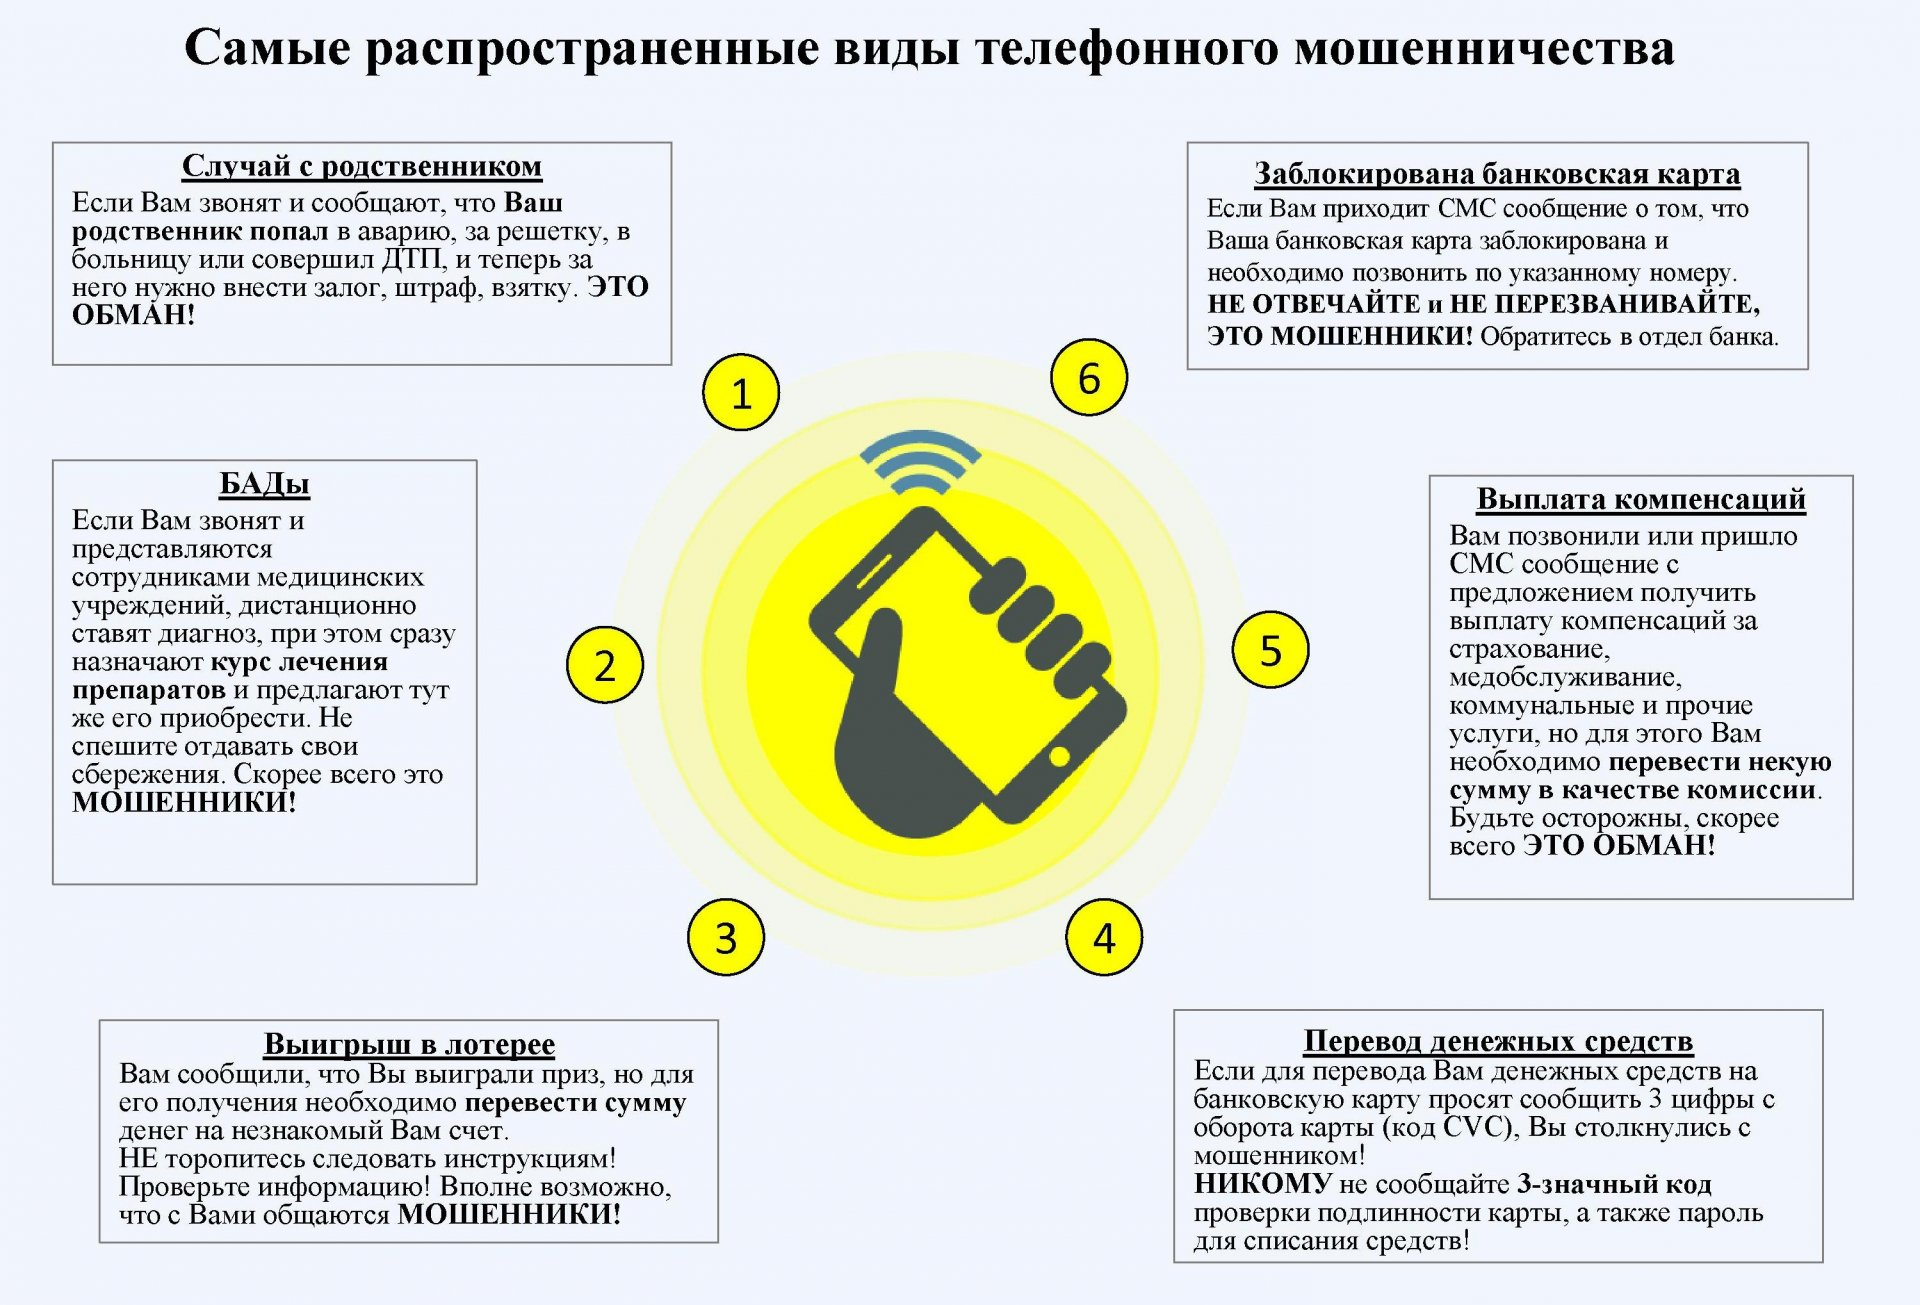 Самые распространенные виды телефонного мошенничества
Случай с родственником
Если Вам звонят и сообщают, что Ваш
родственник попал в аварию, за решетку, в
больницу или совершил ДТП, и теперь за
него нужно внести залог, штраф, взятку. ЭТО
ОБМАН!
1
БАДы
Если Вам звонят и
представляются
сотрудниками медицинских
учреждений, дистанционно
ставят диагноз, при этом сразу
назначают курс лечения
препаратов и предлагают тут
же его приобрести. Не
спешите отдавать свои
сбережения. Скорее всего это
МОШЕННИКИ!
2
Выигрыш в лотерее
Вам сообщили, что Вы выиграли приз, но для
его получения необходимо перевести сумму
денег на незнакомый Вам счет.
НЕ торопитесь следовать инструкциям!
Проверьте информацию! Вполне возможно,
что с Вами общаются МОШЕННИКИ!
3
Перевод денежных средств
Если для перевода Вам денежных средств на
банковскую карту просят сообщить 3 цифры с
оборота карты (код CVC), Вы столкнулись с
мошенником!
НИКОМУ не сообщайте 3-значный код
проверки подлинности карты, а также пароль
для списания средств!
4
Выплата компенсаций
Вам позвонили или пришло
СМС сообщение с
предложением получить
выплату компенсаций за
страхование,
медобслуживание,
коммунальные и прочие
услуги, но для этого Вам
необходимо перевести некую
сумму в качестве комиссии.
Будьте осторожны, скорее
всего ЭТО ОБМАН!
5
Заблокирована банковская карта
Если Вам приходит СМС сообщение о том, что
Ваша банковская карта заблокирована и
необходимо позвонить по указанному номеру.
НЕ ОТВЕЧАЙТЕ и НЕ ПЕРЕЗВАНИВАЙТЕ,
ЭТО МОШЕННИКИ! Обратитесь в отдел банка.
6